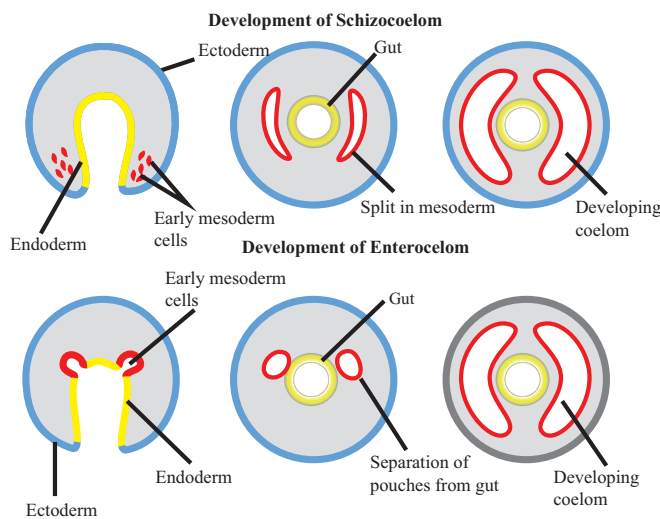 Development of Schizocoelom
Ectoderm
Gut
Endoderm
Early mesoderm
cells
Split in mesoderm
Developing
coelom
Development of Enterocelom
Early mesoderm
cells
Gut
Endoderm
Ectoderm
Separation of
pouches from gut
Developing
coelom